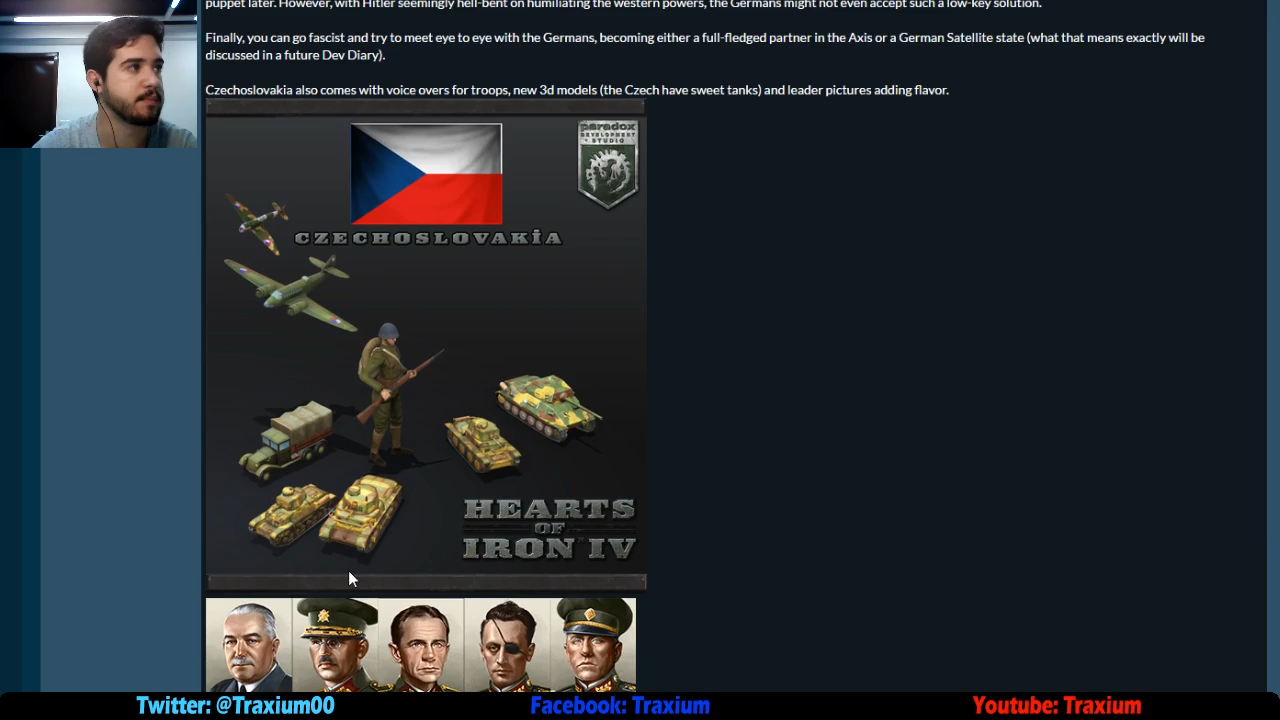 puppet later. However, with Hitler seemingly hell-bent on humiliating the western powers, the Germans might not even accept such a low-key solution.
Finally, you can go fascist and try to meet eye to eye with the Germans, becoming either a full-fledged partner in the Axis or a German Satellite state (what that means exactly will be
discussed in a future Dev Diary).
Czechoslovakia also comes with voice overs for troops, new 3d models (the Czech have sweet tanks) and leader pictures adding flavor.
paradox
DEVELOPMENT
STUDIO
CZECHOSLOVAKİA
HEARTS
OF
IRON IV
Twitter: @Traxium00 Facebook: Traxium Youtube: Traxium